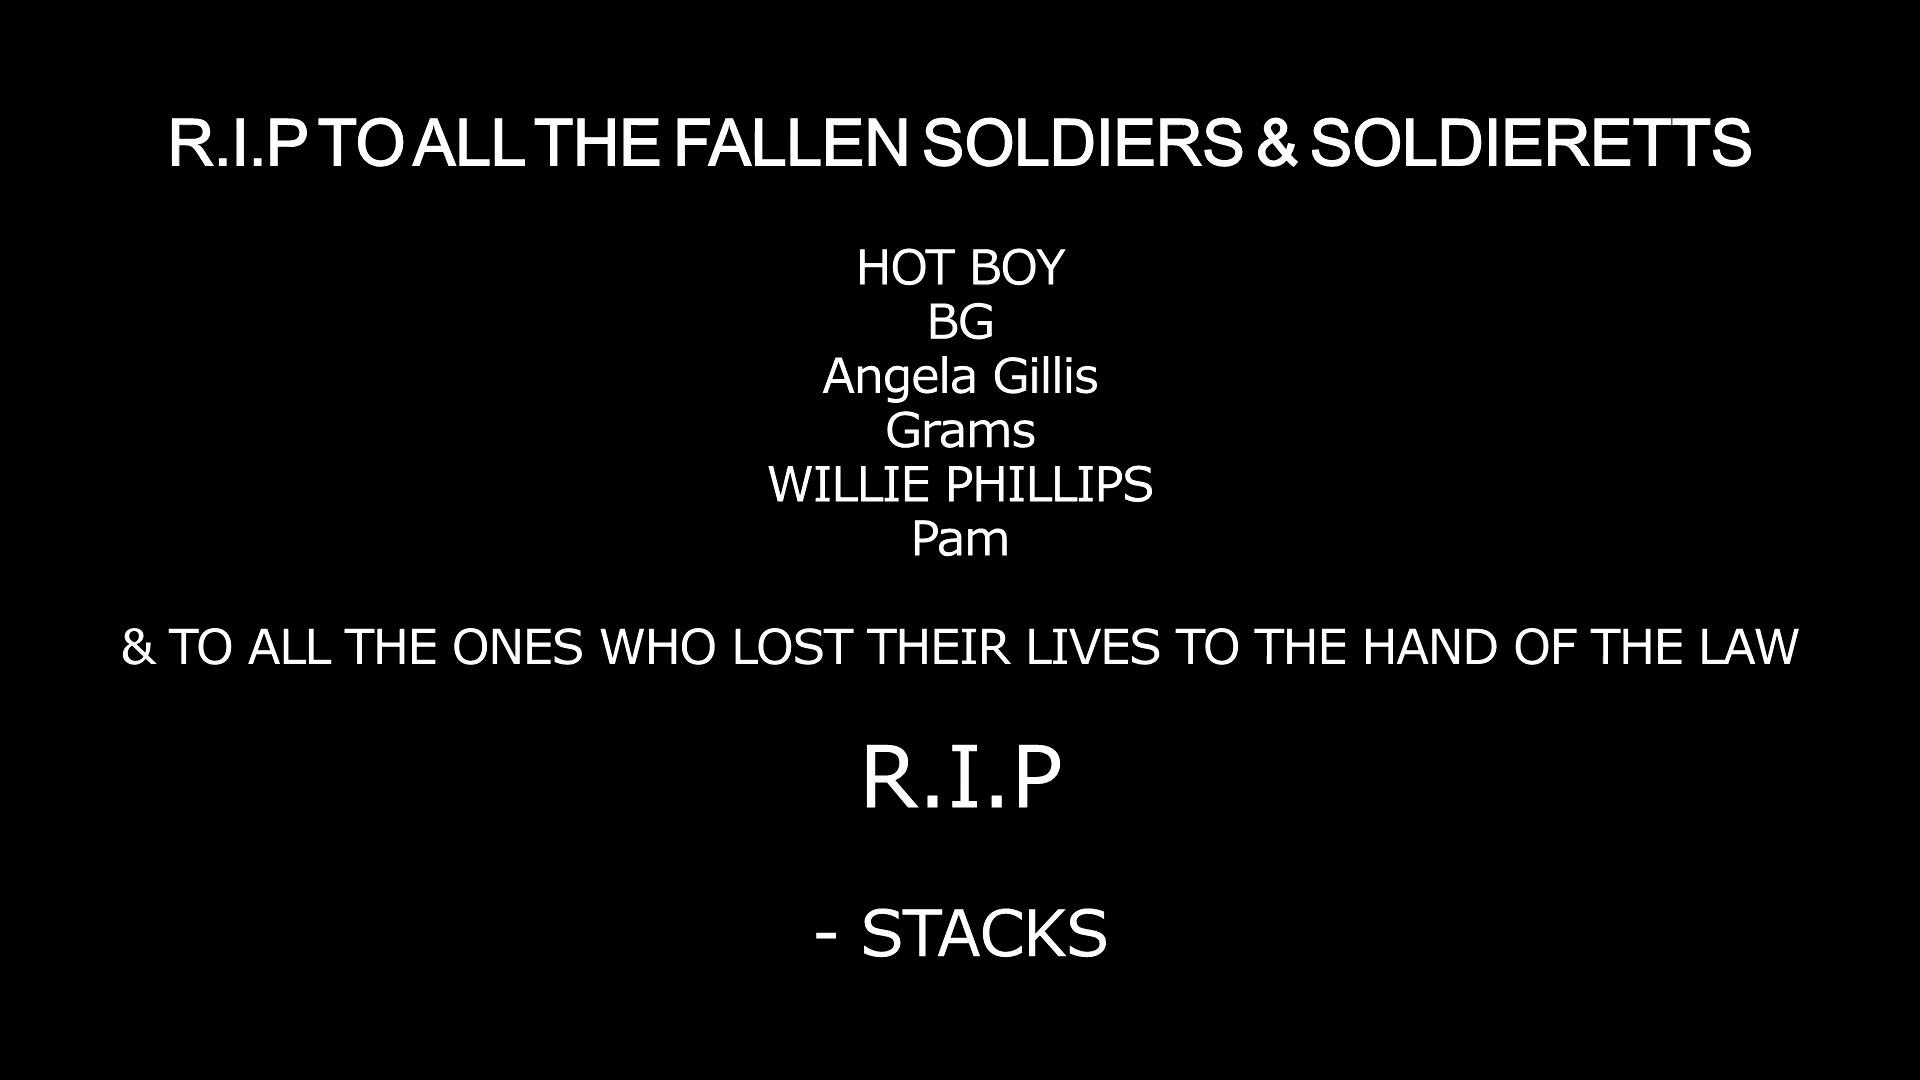 R.I.P TO ALL THE FALLEN SOLDIERS & SOLDIERETTS
HOT BOY
BG
Angela Gillis
Grams
WILLIE PHILLIPS
Pam
& TO ALL THE ONES WHO LOST THEIR LIVES TO THE HAND OF THE LAW
R.I.P
- STACKS